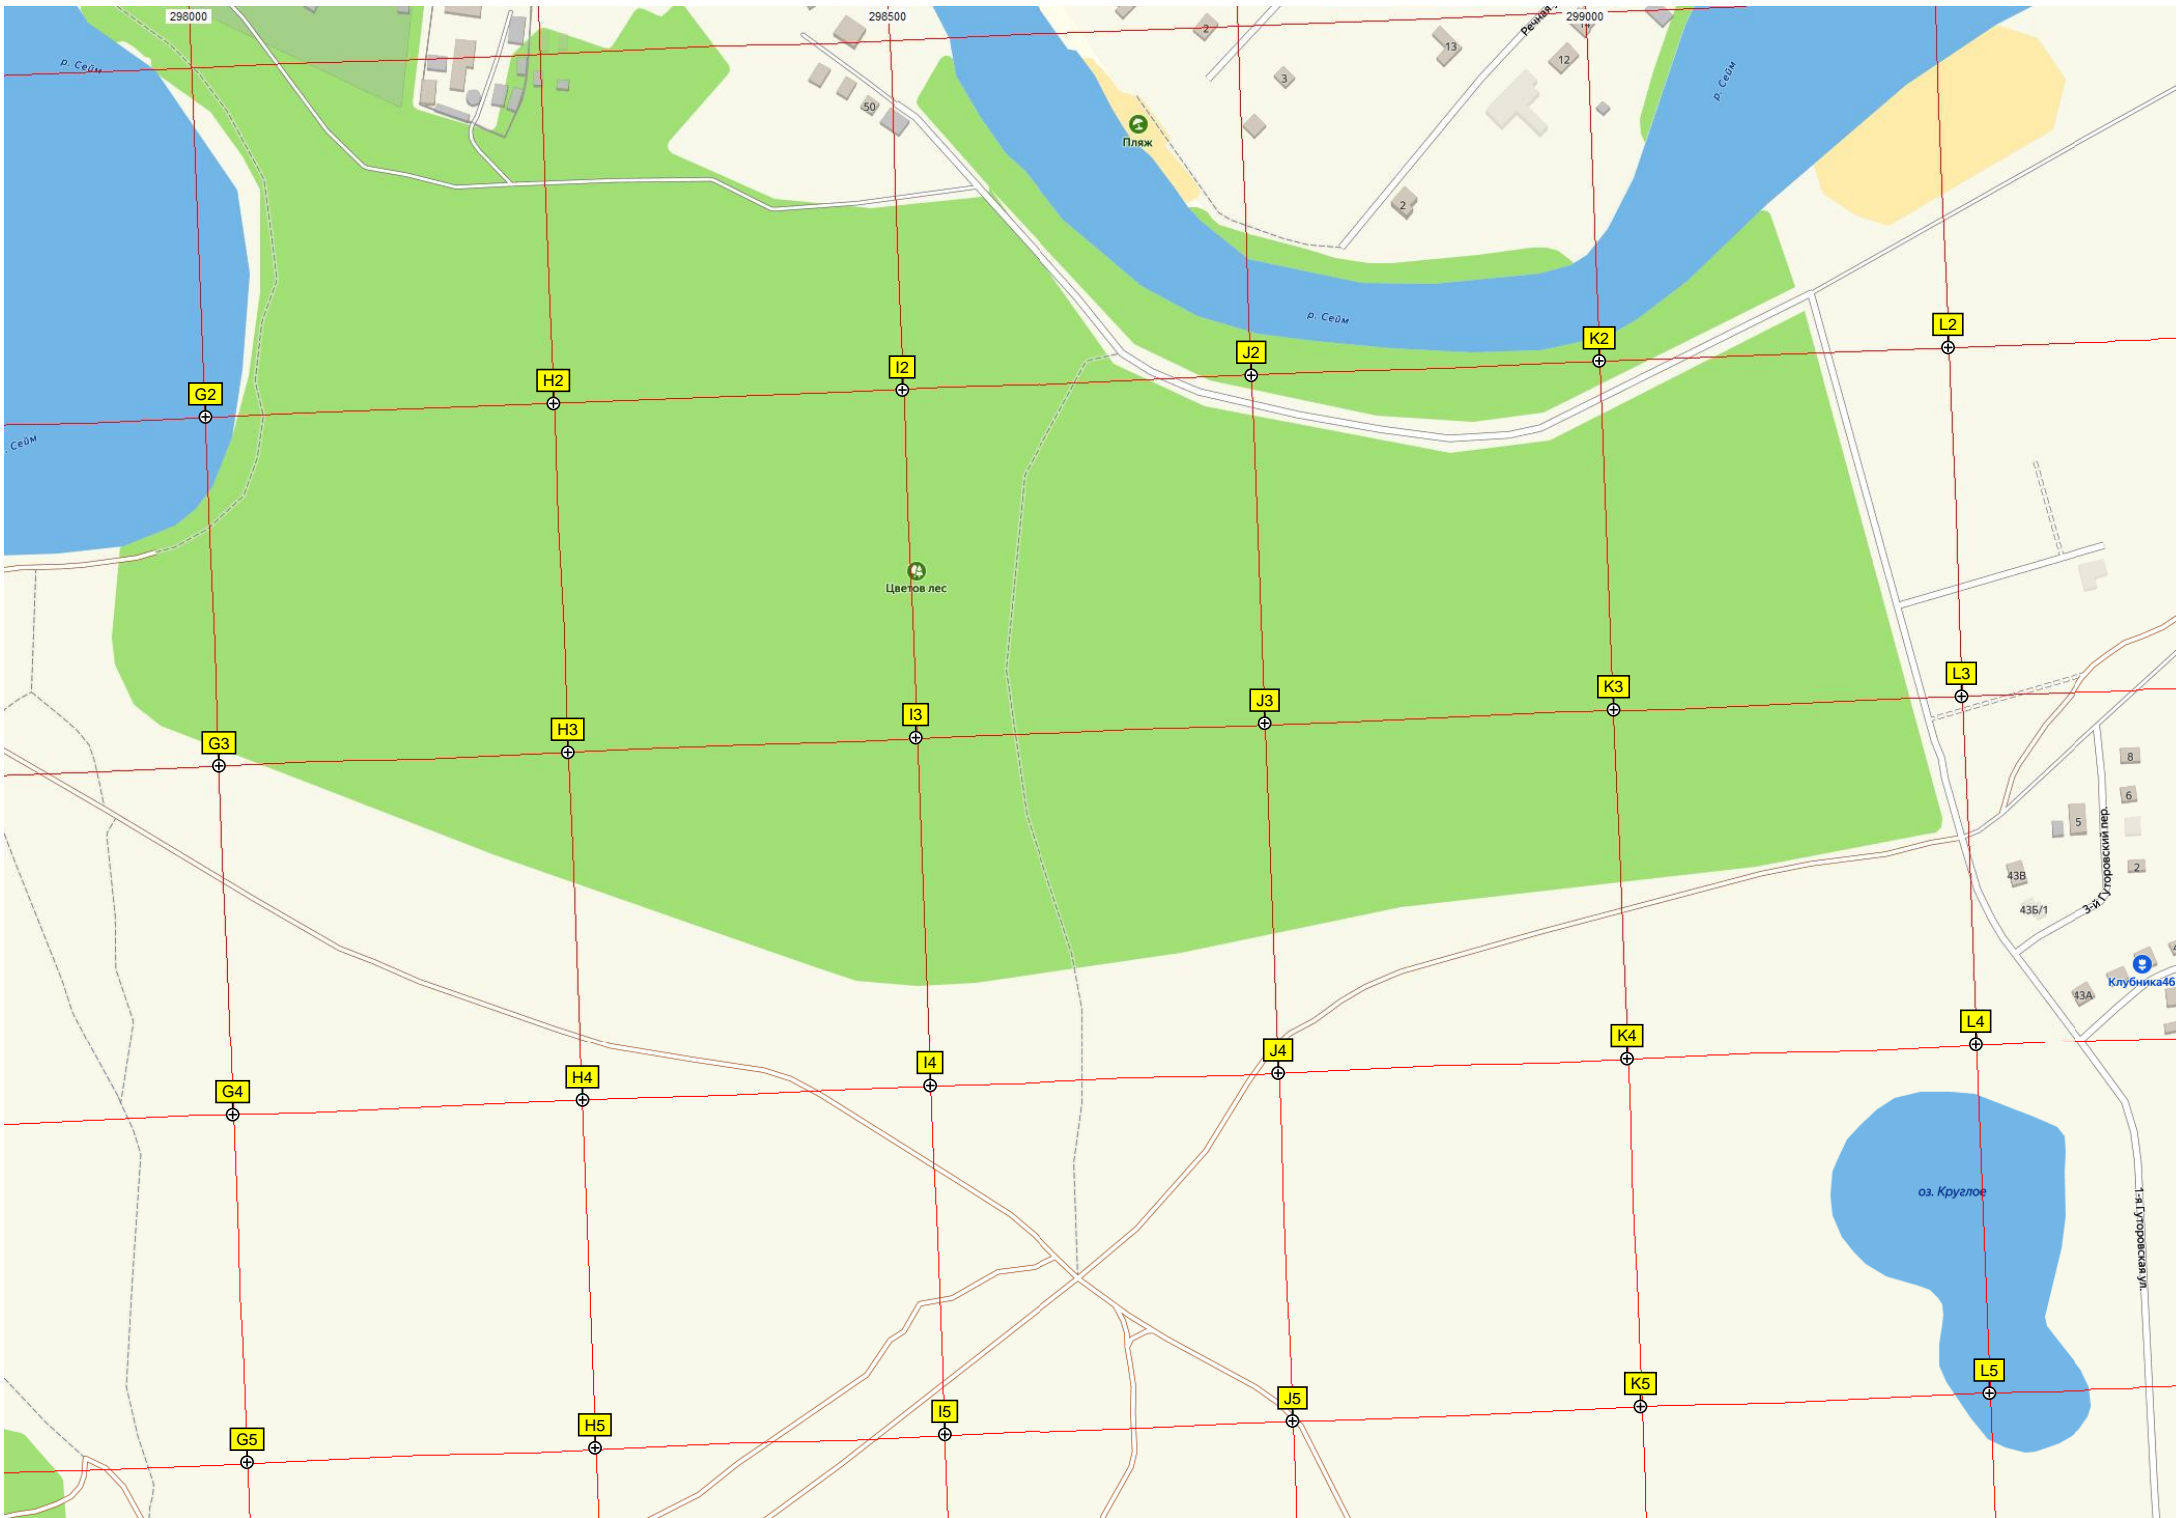 298000
298500
299000
Речная
р. Сейм
2
13
12
3
50
р. Сейм
Пляж
2
р. Сейм
L2
K2
J2
I2
H2
G2
Сейм
Цветов лес
L3
K3
J3
I3
H3
G3
8
6
5
2
3-й Гуторовский пер.
43В
43Б/1
Клубника46
43А
L4
K4
J4
I4
H4
G4
оз. Круглое
1-я Гуторовская ул.
L5
K5
J5
I5
H5
G5